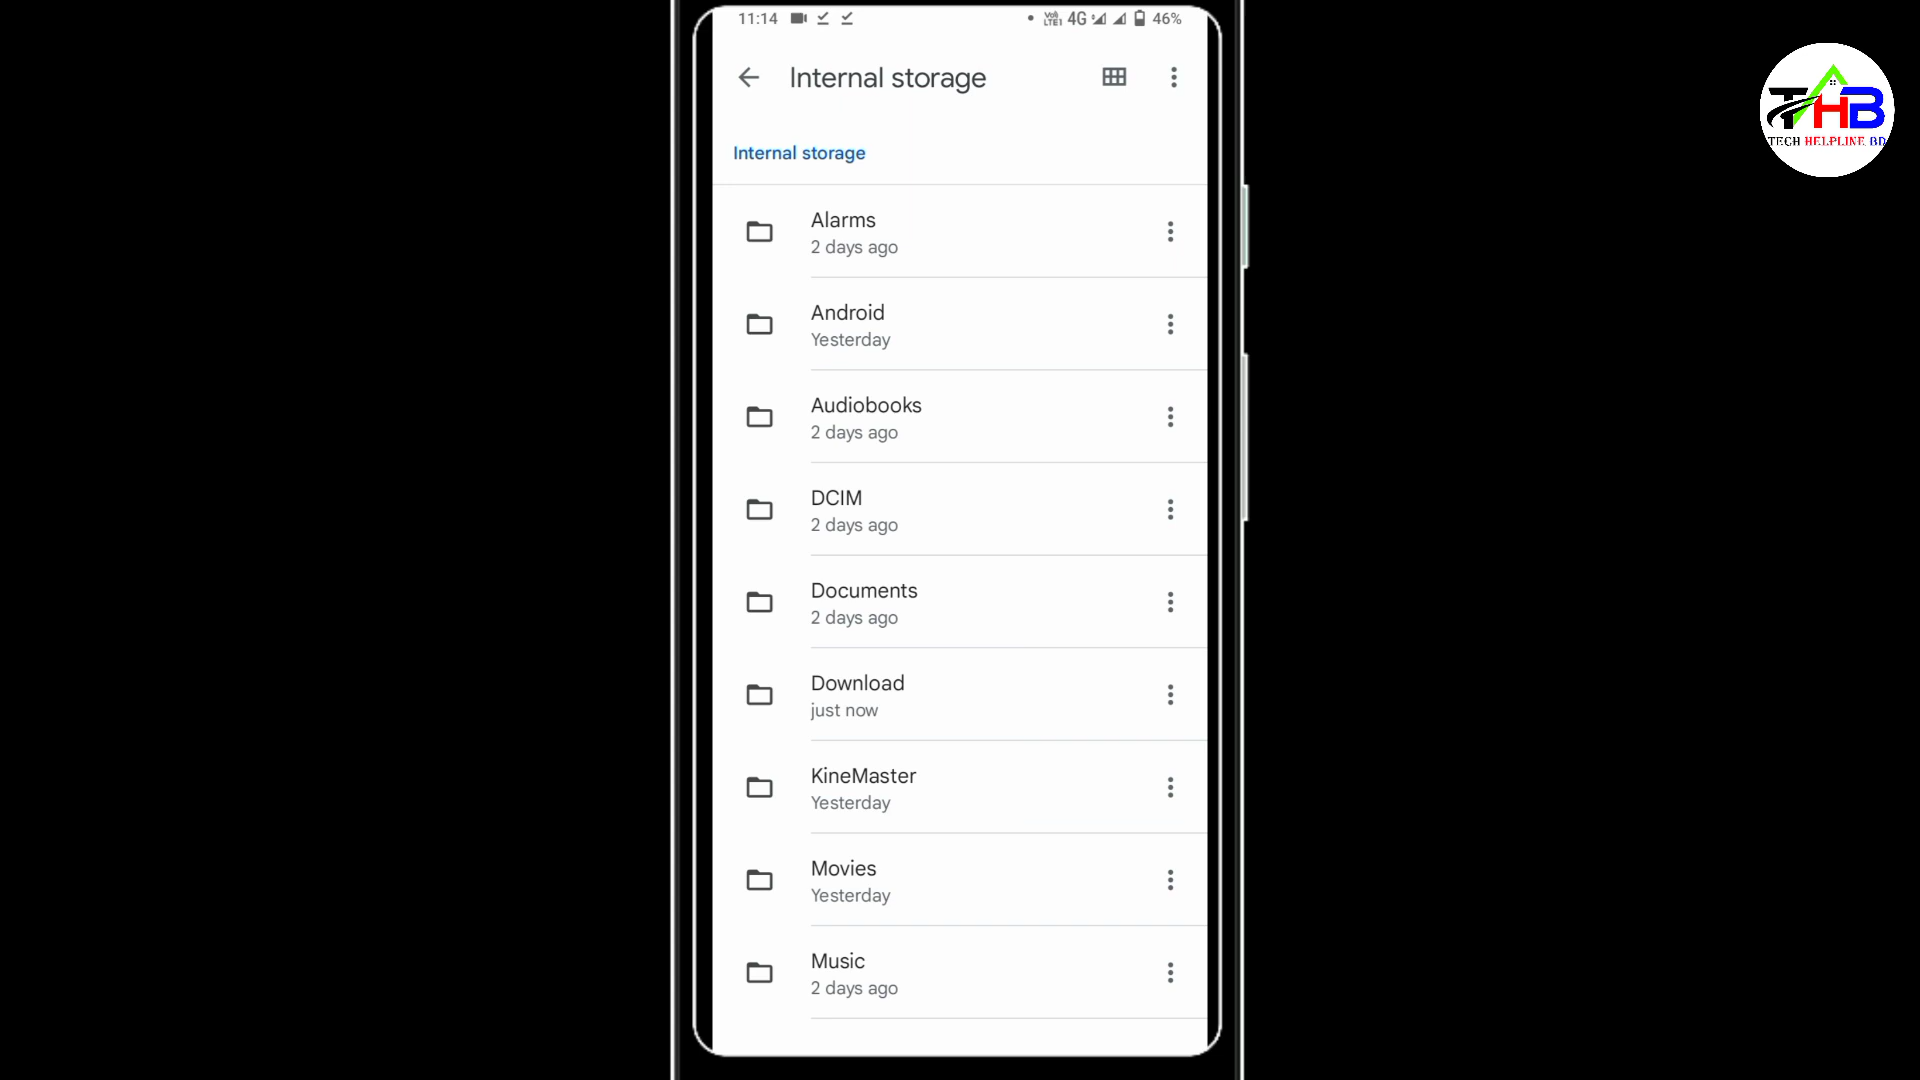 11:14 VoI LTE1 4G 46%
Internal storage
Internal storage
Alarms
2 days ago
Android
Yesterday
Audiobooks
2 days ago
DCIM
2 days ago
Documents
2 days ago
Download
just now
KineMaster
Yesterday
Movies
Yesterday
Music
2 days ago
THB
TECH HELPLINE BD